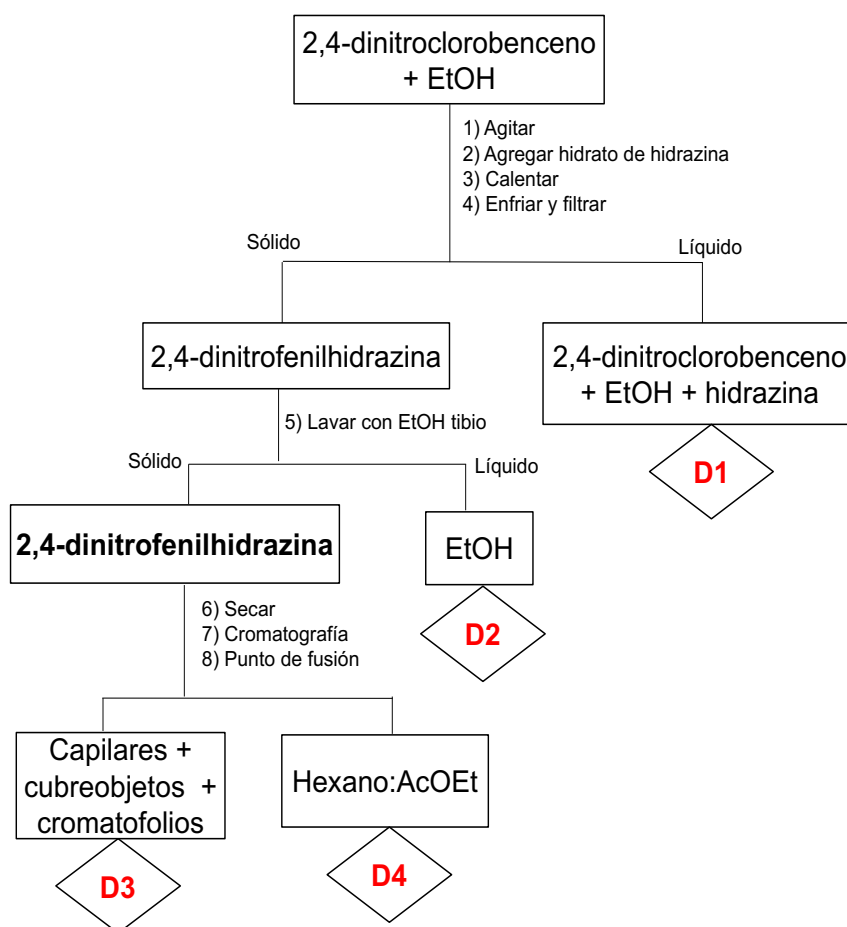 2,4-dinitroclorobenceno
+ EtOH
1) Agitar
2) Agregar hidrato de hidrazina
3) Calentar
4) Enfriar y filtrar
Sólido
Líquido
2,4-dinitrofenilhidrazina
2,4-dinitroclorobenceno
+ EtOH + hidrazina
D1
5) Lavar con EtOH tibio
Sólido
Líquido
2,4-dinitrofenilhidrazina
EtOH
D2
6) Secar
7) Cromatografía
8) Punto de fusión
Capilares +
cubreobjetos +
cromatofolios
Hexano:AcOEt
D3
D4